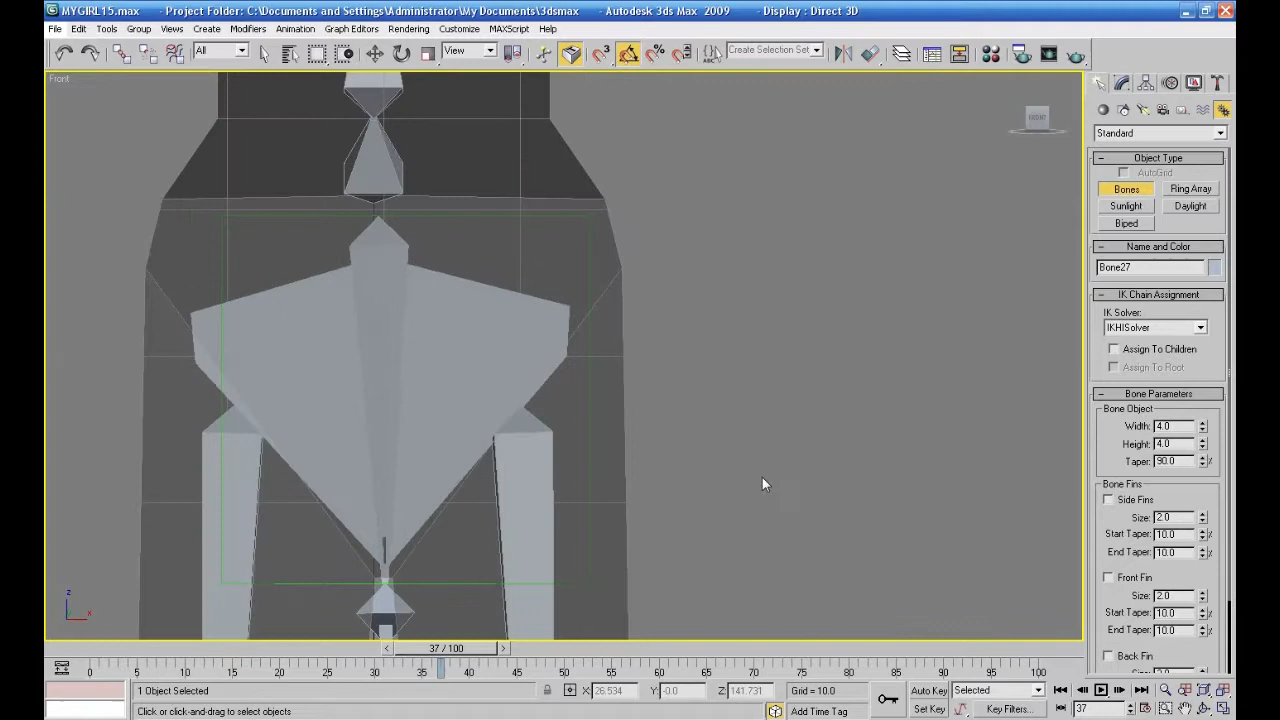 MYGIRL15.max - Project Folder: C:\Documents and Settings\Administrator\My Documents\3dsmax - Autodesk 3ds Max 2009 - Display : Direct 3D
File Edit Tools Group Views Create Modifiers Animation Graph Editors Rendering Customize MAXScript Help
All View 3 Create Selection Set
Front
FRONT
Standard
Object Type
AutoGrid
Bones Ring Array
Sunlight Daylight
Biped
Name and Color
Bone27
IK Chain Assignment
IK Solver:
IKHISolver
Assign To Children
Assign To Root
Bone Parameters
Bone Object
Width: 4.0
Height: 4.0
Taper: 90.0 %
Bone Fins
Side Fins
Size: 2.0
Start Taper: 10.0 %
End Taper: 10.0 %
Front Fin
Size: 2.0
Start Taper: 10.0 %
End Taper: 10.0 %
Back Fin
z
x
< 37 / 100 >
0 5 10 15 20 25 30 35 40 45 50 55 60 65 70 75 80 85 90 95 100
1 Object Selected X: 26.534 Y: -0.0 Z: 141.731 Grid = 10.0 Auto Key Selected
Click or click-and-drag to select objects Add Time Tag Set Key Key Filters... 37